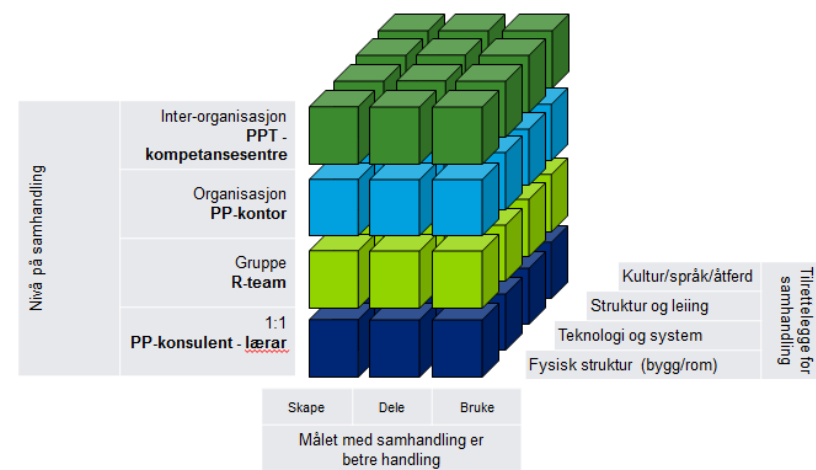 Nivå på samhandling
Inter-organisasjon
PPT -
kompetansesentre
Organisasjon
PP-kontor
Gruppe
R-team
1:1
PP-konsulent - lærar
Kultur/språk/åtferd
Struktur og leiing
Teknologi og system
Fysisk struktur (bygg/rom)
Tilrettelegge for
samhandling
Skape Dele Bruke
Målet med samhandling er
betre handling